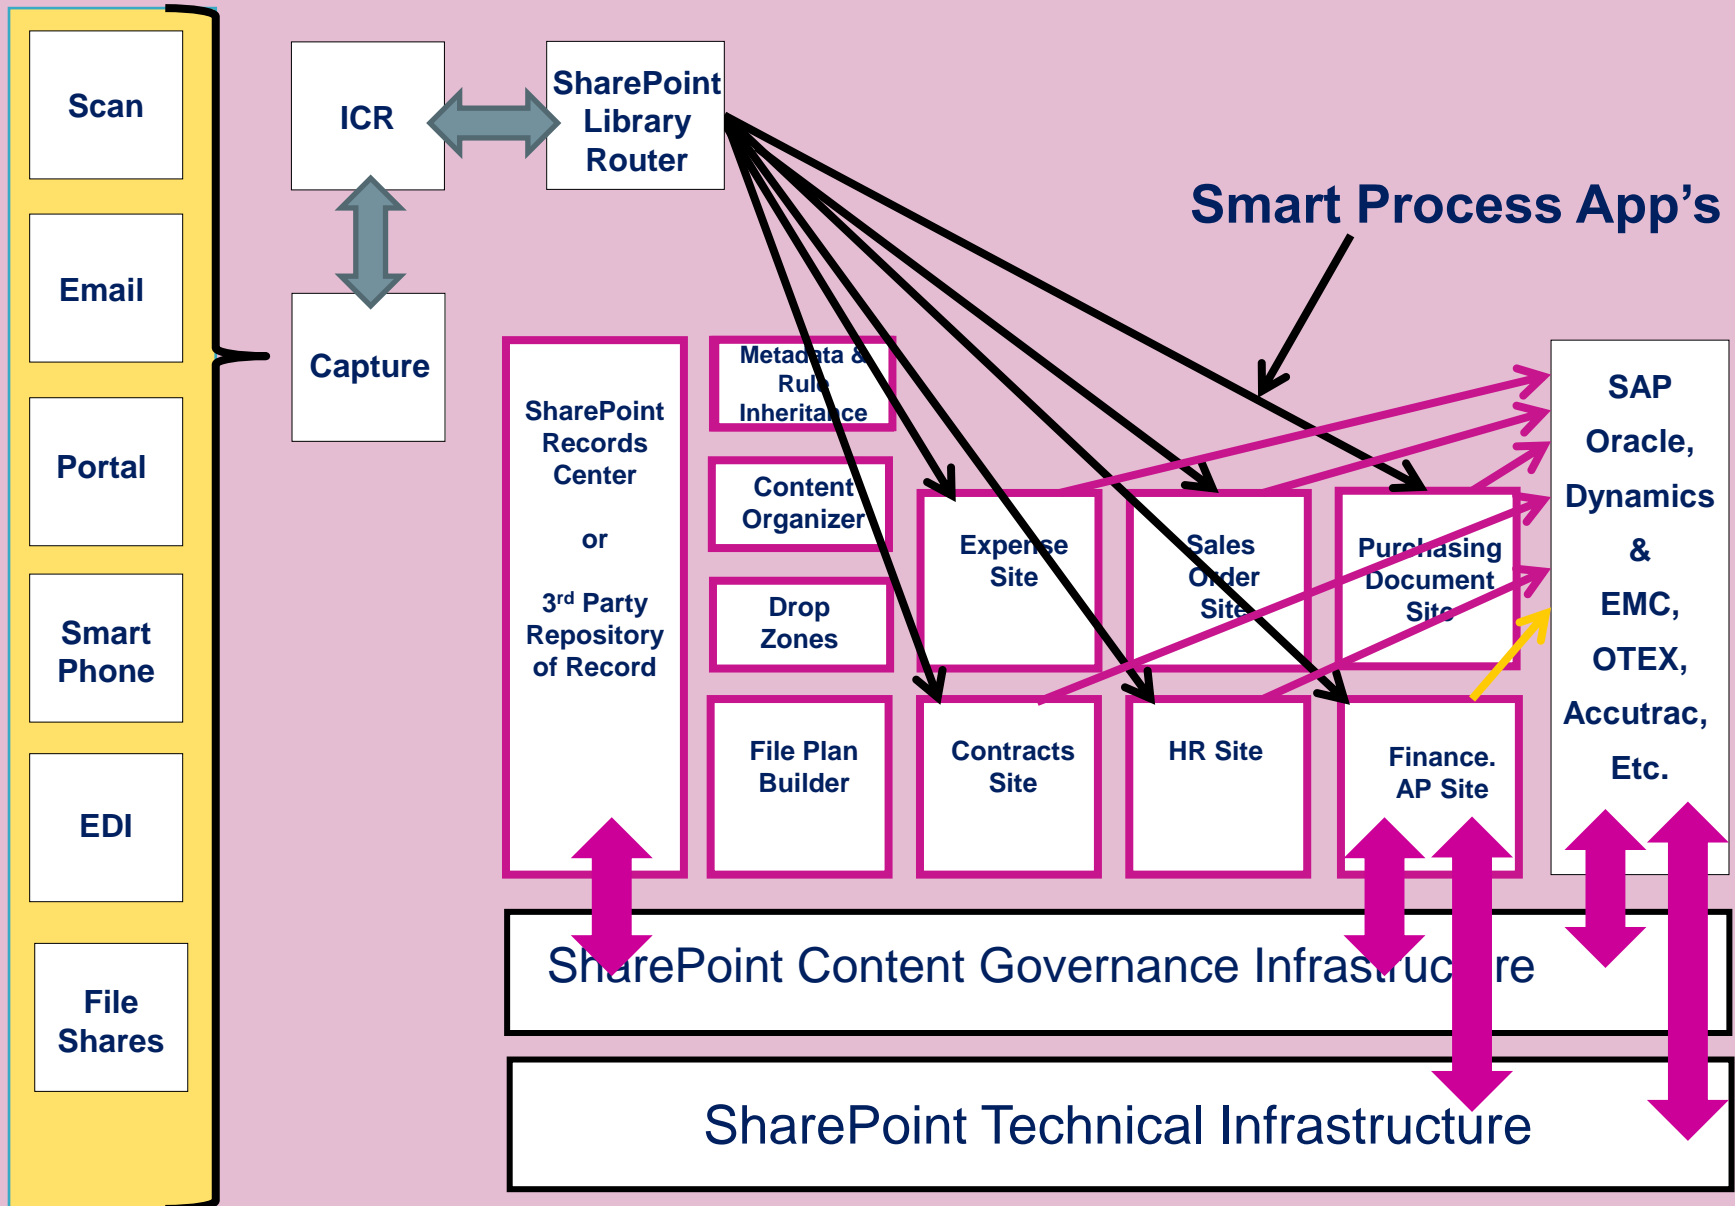 Scan
Email
Portal
Smart
Phone
EDI
File
Shares
ICR
Capture
SharePoint
Library
Router
Smart Process App’s
SharePoint
Records
Center
or
3rd Party
Repository
of Record
Metadata &
Rule
Inheritance
Content
Organizer
Drop
Zones
File Plan
Builder
Expense
Site
Sales
Order
Site
Purchasing
Document
Site
Contracts
Site
HR Site
Finance.
AP Site
SAP
Oracle,
Dynamics
&
EMC,
OTEX,
Accutrac,
Etc.
SharePoint Content Governance Infrastructure
SharePoint Technical Infrastructure